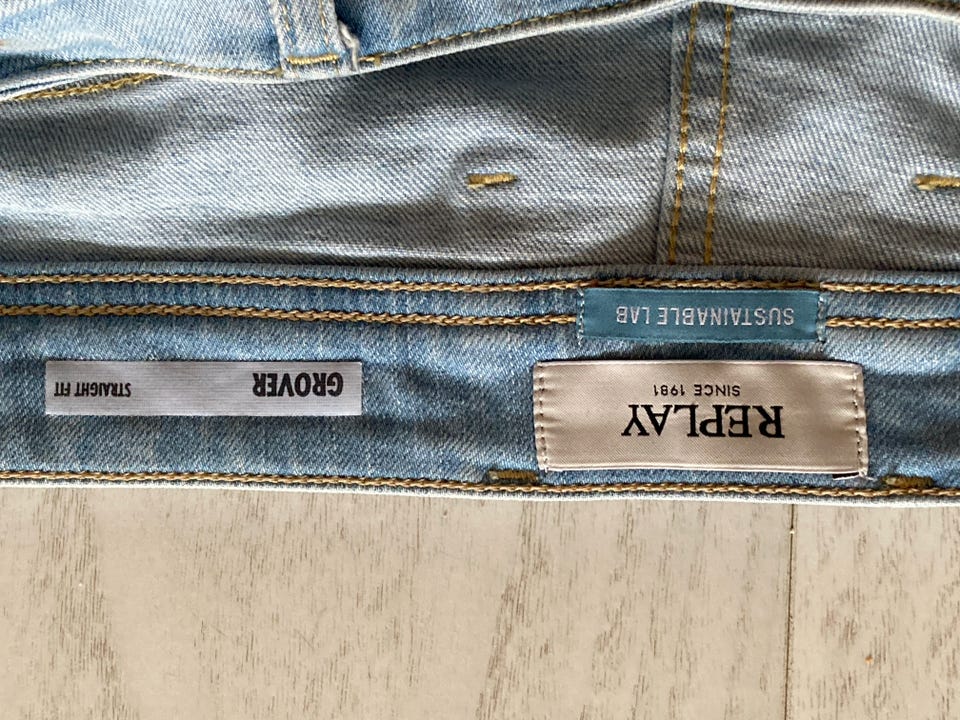 REPLAY
SINCE 1981
SUSTAINABLE LAB
GROVER
STRAIGHT FIT